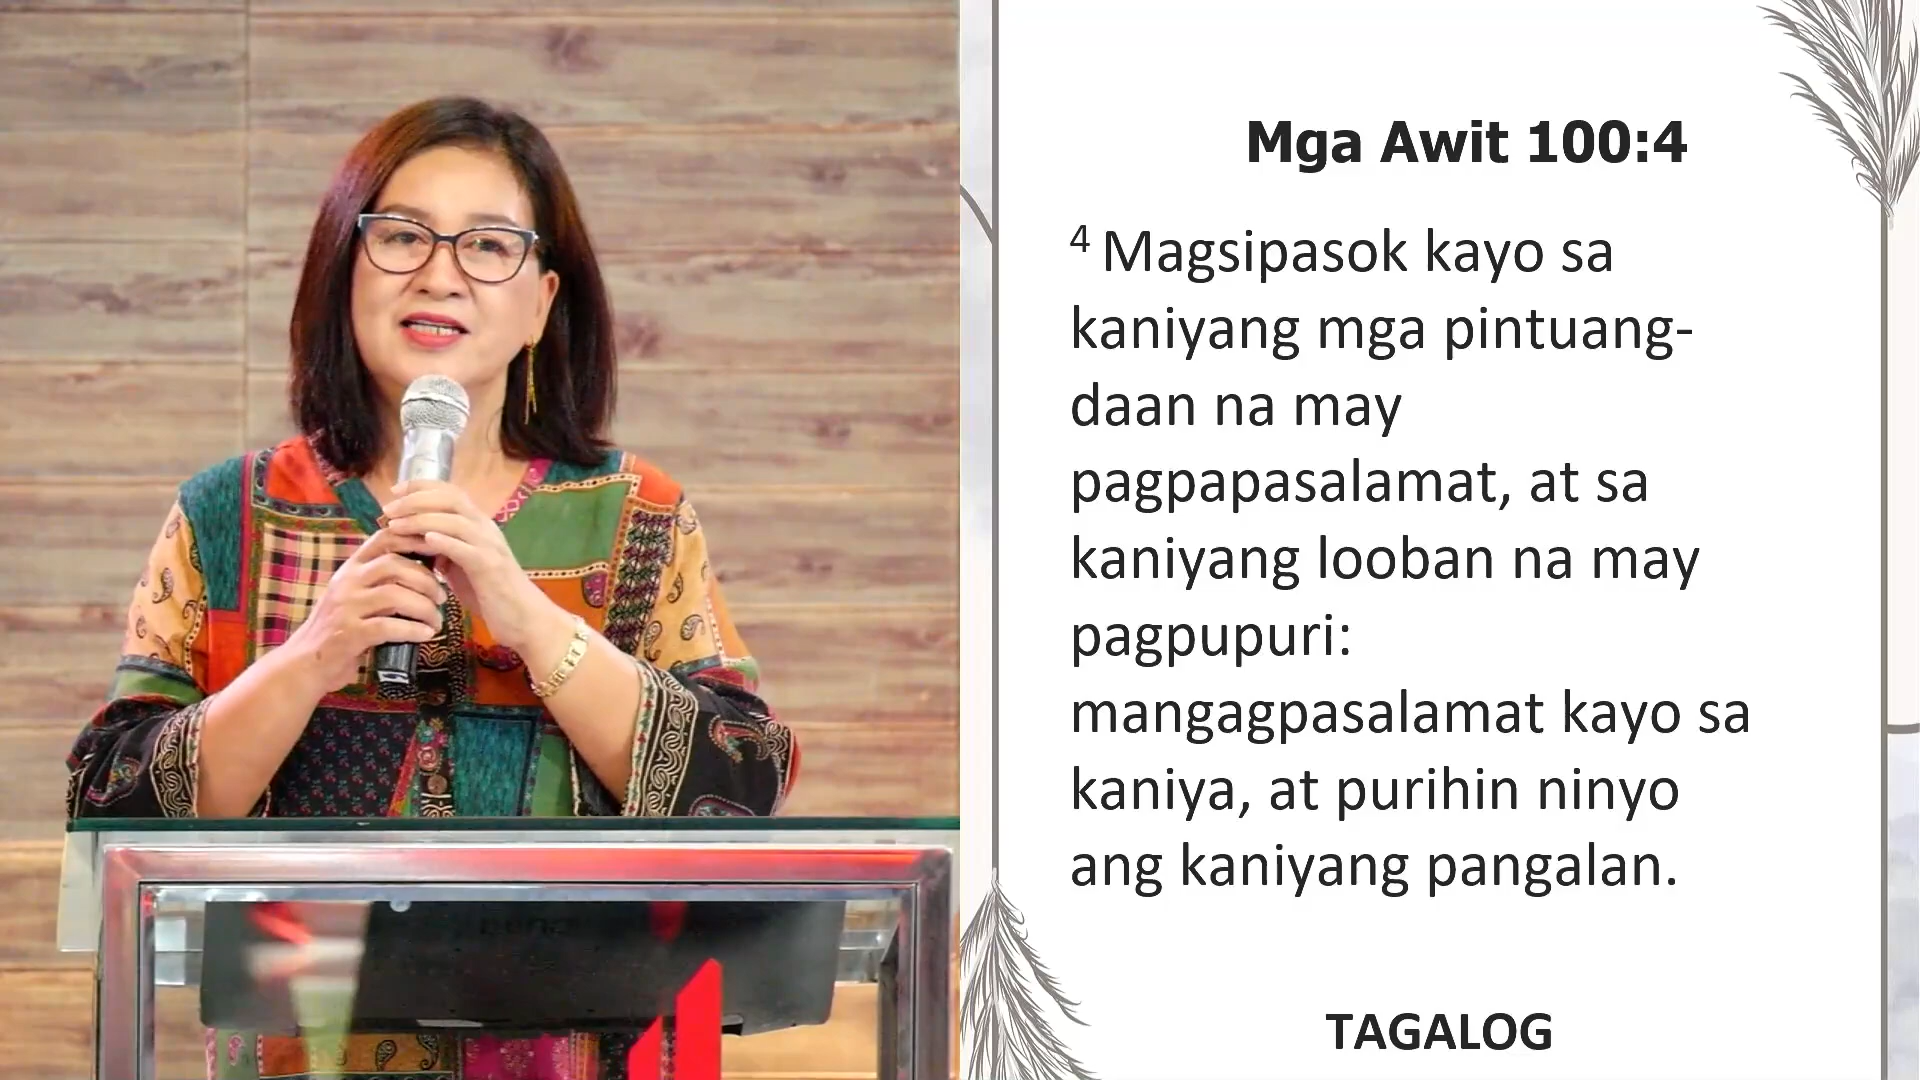 Mga Awit 100:4
4 Magsipasok kayo sa
kaniyang mga pintuang-
daan na may
pagpapasalamat, at sa
kaniyang looban na may
pagpupuri:
mangagpasalamat kayo sa
kaniya, at purihin ninyo
ang kaniyang pangalan.
TAGALOG